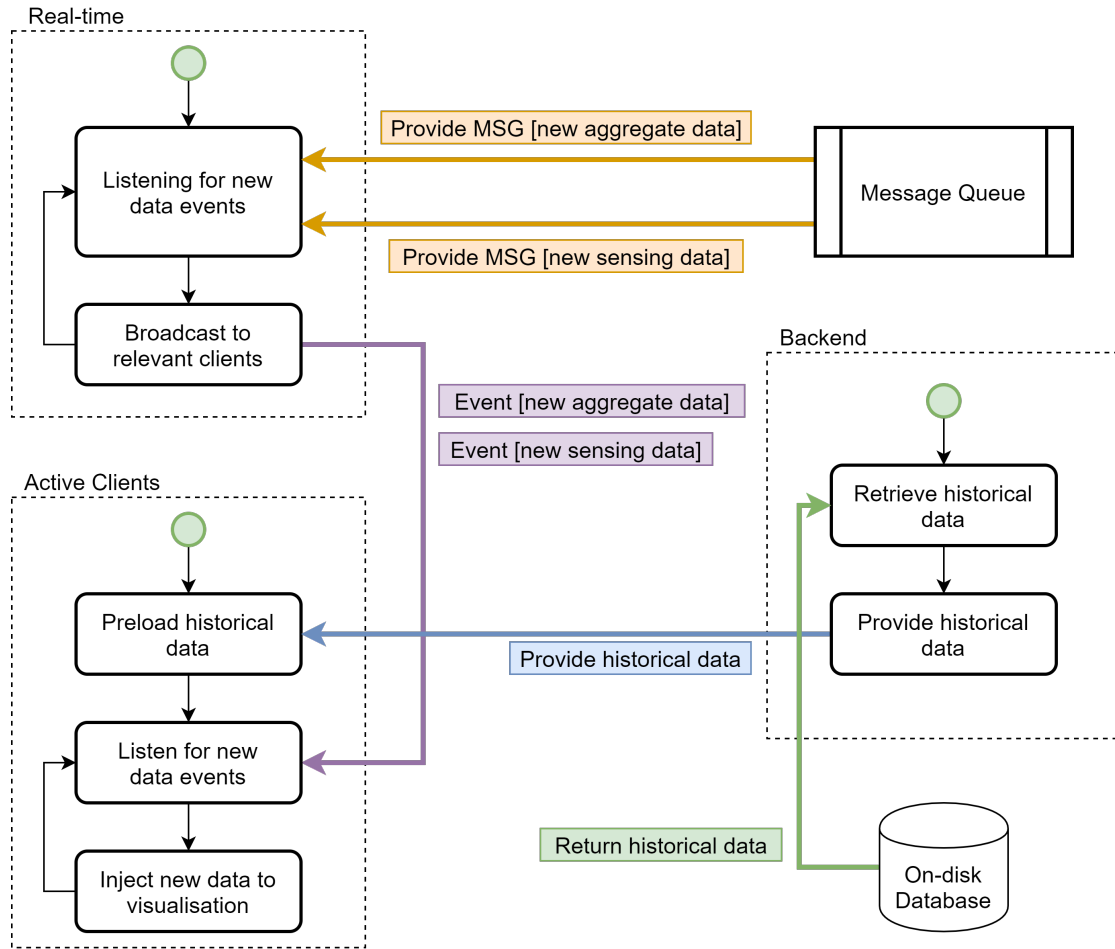 Real-time
Provide MSG [new aggregate data]
Listening for new
data events
Message Queue
Provide MSG [new sensing data]
Broadcast to
relevant clients
Backend
Event [new aggregate data]
Event [new sensing data]
Active Clients
Retrieve historical
data
Preload historical
data
Provide historical
data
Provide historical data
Listen for new
data events
Return historical data
Inject new data to
visualisation
On-disk
Database